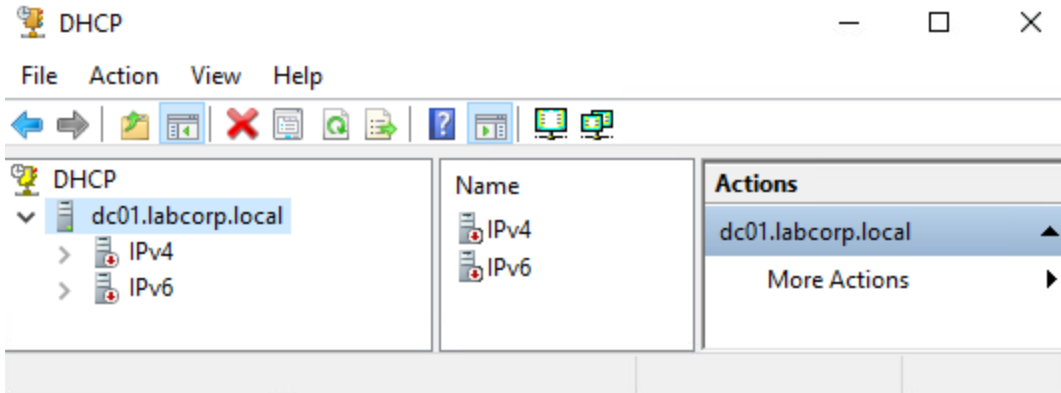 DHCP
File Action View Help
DHCP
dc01.labcorp.local
IPv4
IPv6
Name
IPv4
IPv6
Actions
dc01.labcorp.local
More Actions